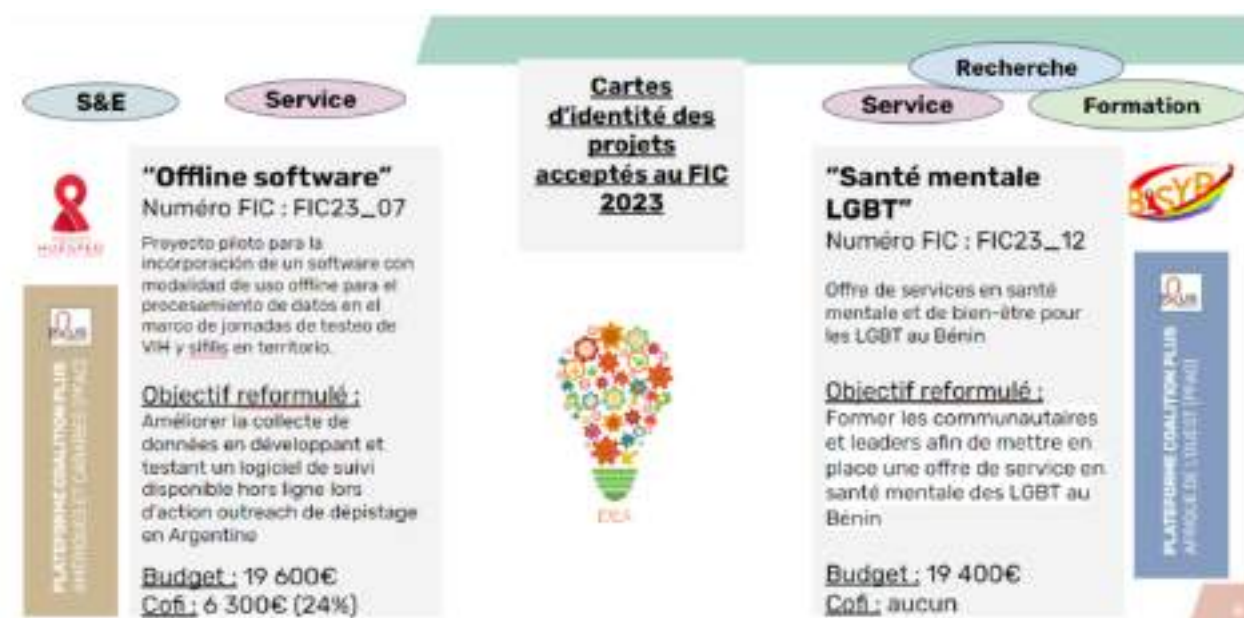 S&E
Service
"Offline software"
Numéro FIC : FIC23_07
Proyecto piloto para la
incorporación de un software con
modalidad de uso offline para el
procesamiento de datos en el
marco de jornadas de testeo de
VIH y sífilis en territorio.
Objectif reformulé :
Améliorer la collecte de
données en développant et
testant un logiciel de suivi
disponible hors ligne lors
d'action outreach de dépistage
en Argentine
Budget : 19 600€
Cofi : 6 300€ (24%)
PLATEFORME COALITION PLUS
Cartes
d'identité des
projets
acceptés au FIC
2023
Recherche
Service
Formation
"Santé mentale
LGBT"
Numéro FIC : FIC23_12
Offre de services en santé
mentale et de bien-être pour
les LGBT au Bénin
Objectif reformulé :
Former les communautaires
et leaders afin de mettre en
place une offre de service en
santé mentale des LGBT au
Bénin
Budget : 19 400€
Cofi : aucun
PLATEFORME COALITION PLUS
AFRIQUE DE L'OUEST (PFAO)